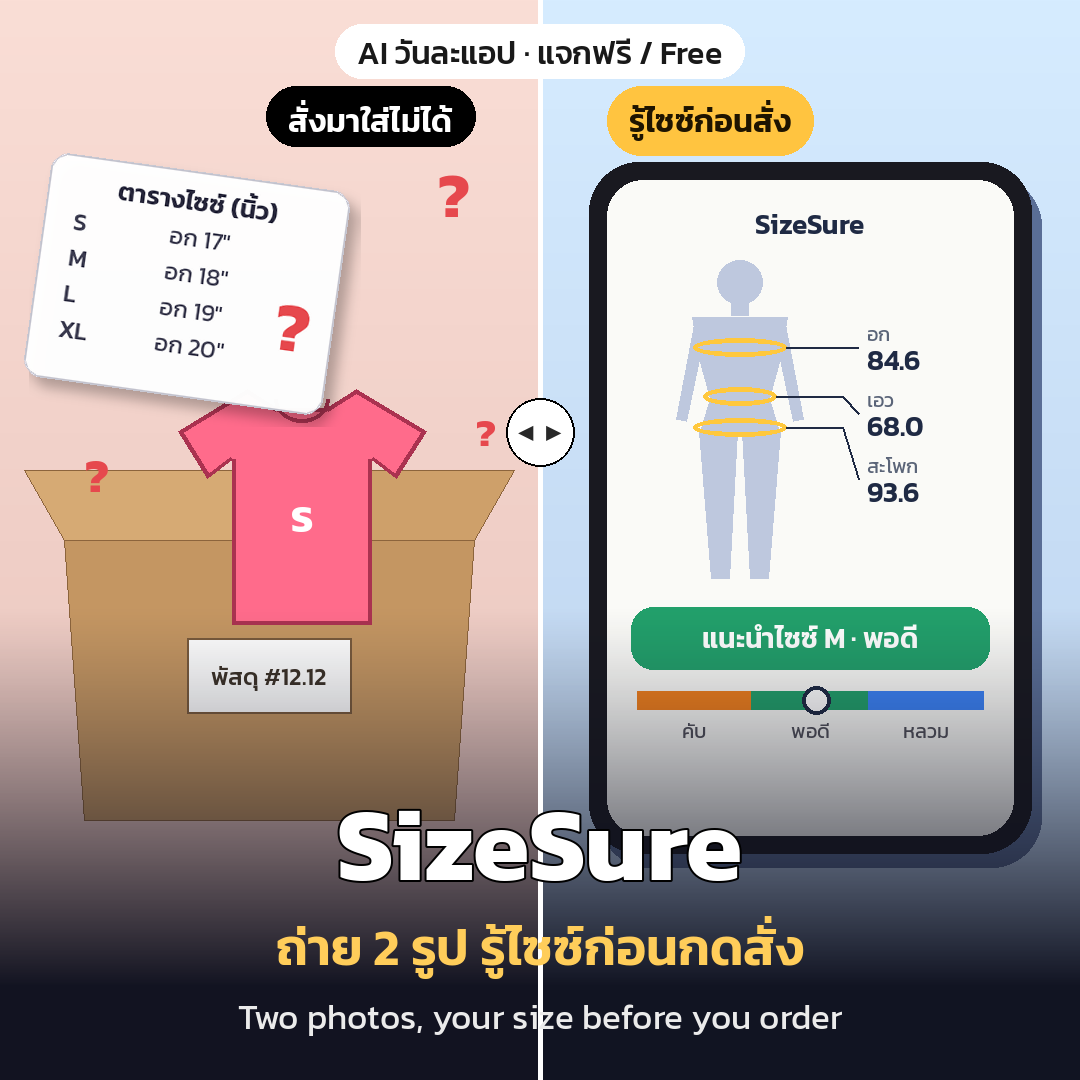 AI วันละแอป · แจกฟรี / Free
สั่งมาใส่ไม่ได้
รู้ไซซ์ก่อนสั่ง
ตารางไซซ์ (นิ้ว)
S อก 17"
M อก 18"
L อก 19"
XL อก 20"
?
?
?
?
S
พัสดุ #12.12
SizeSure
อก
84.6
เอว
68.0
สะโพก
93.6
แนะนำไซซ์ M · พอดี
คับ พอดี หลวม
SizeSure
ถ่าย 2 รูป รู้ไซซ์ก่อนกดสั่ง
Two photos, your size before you order